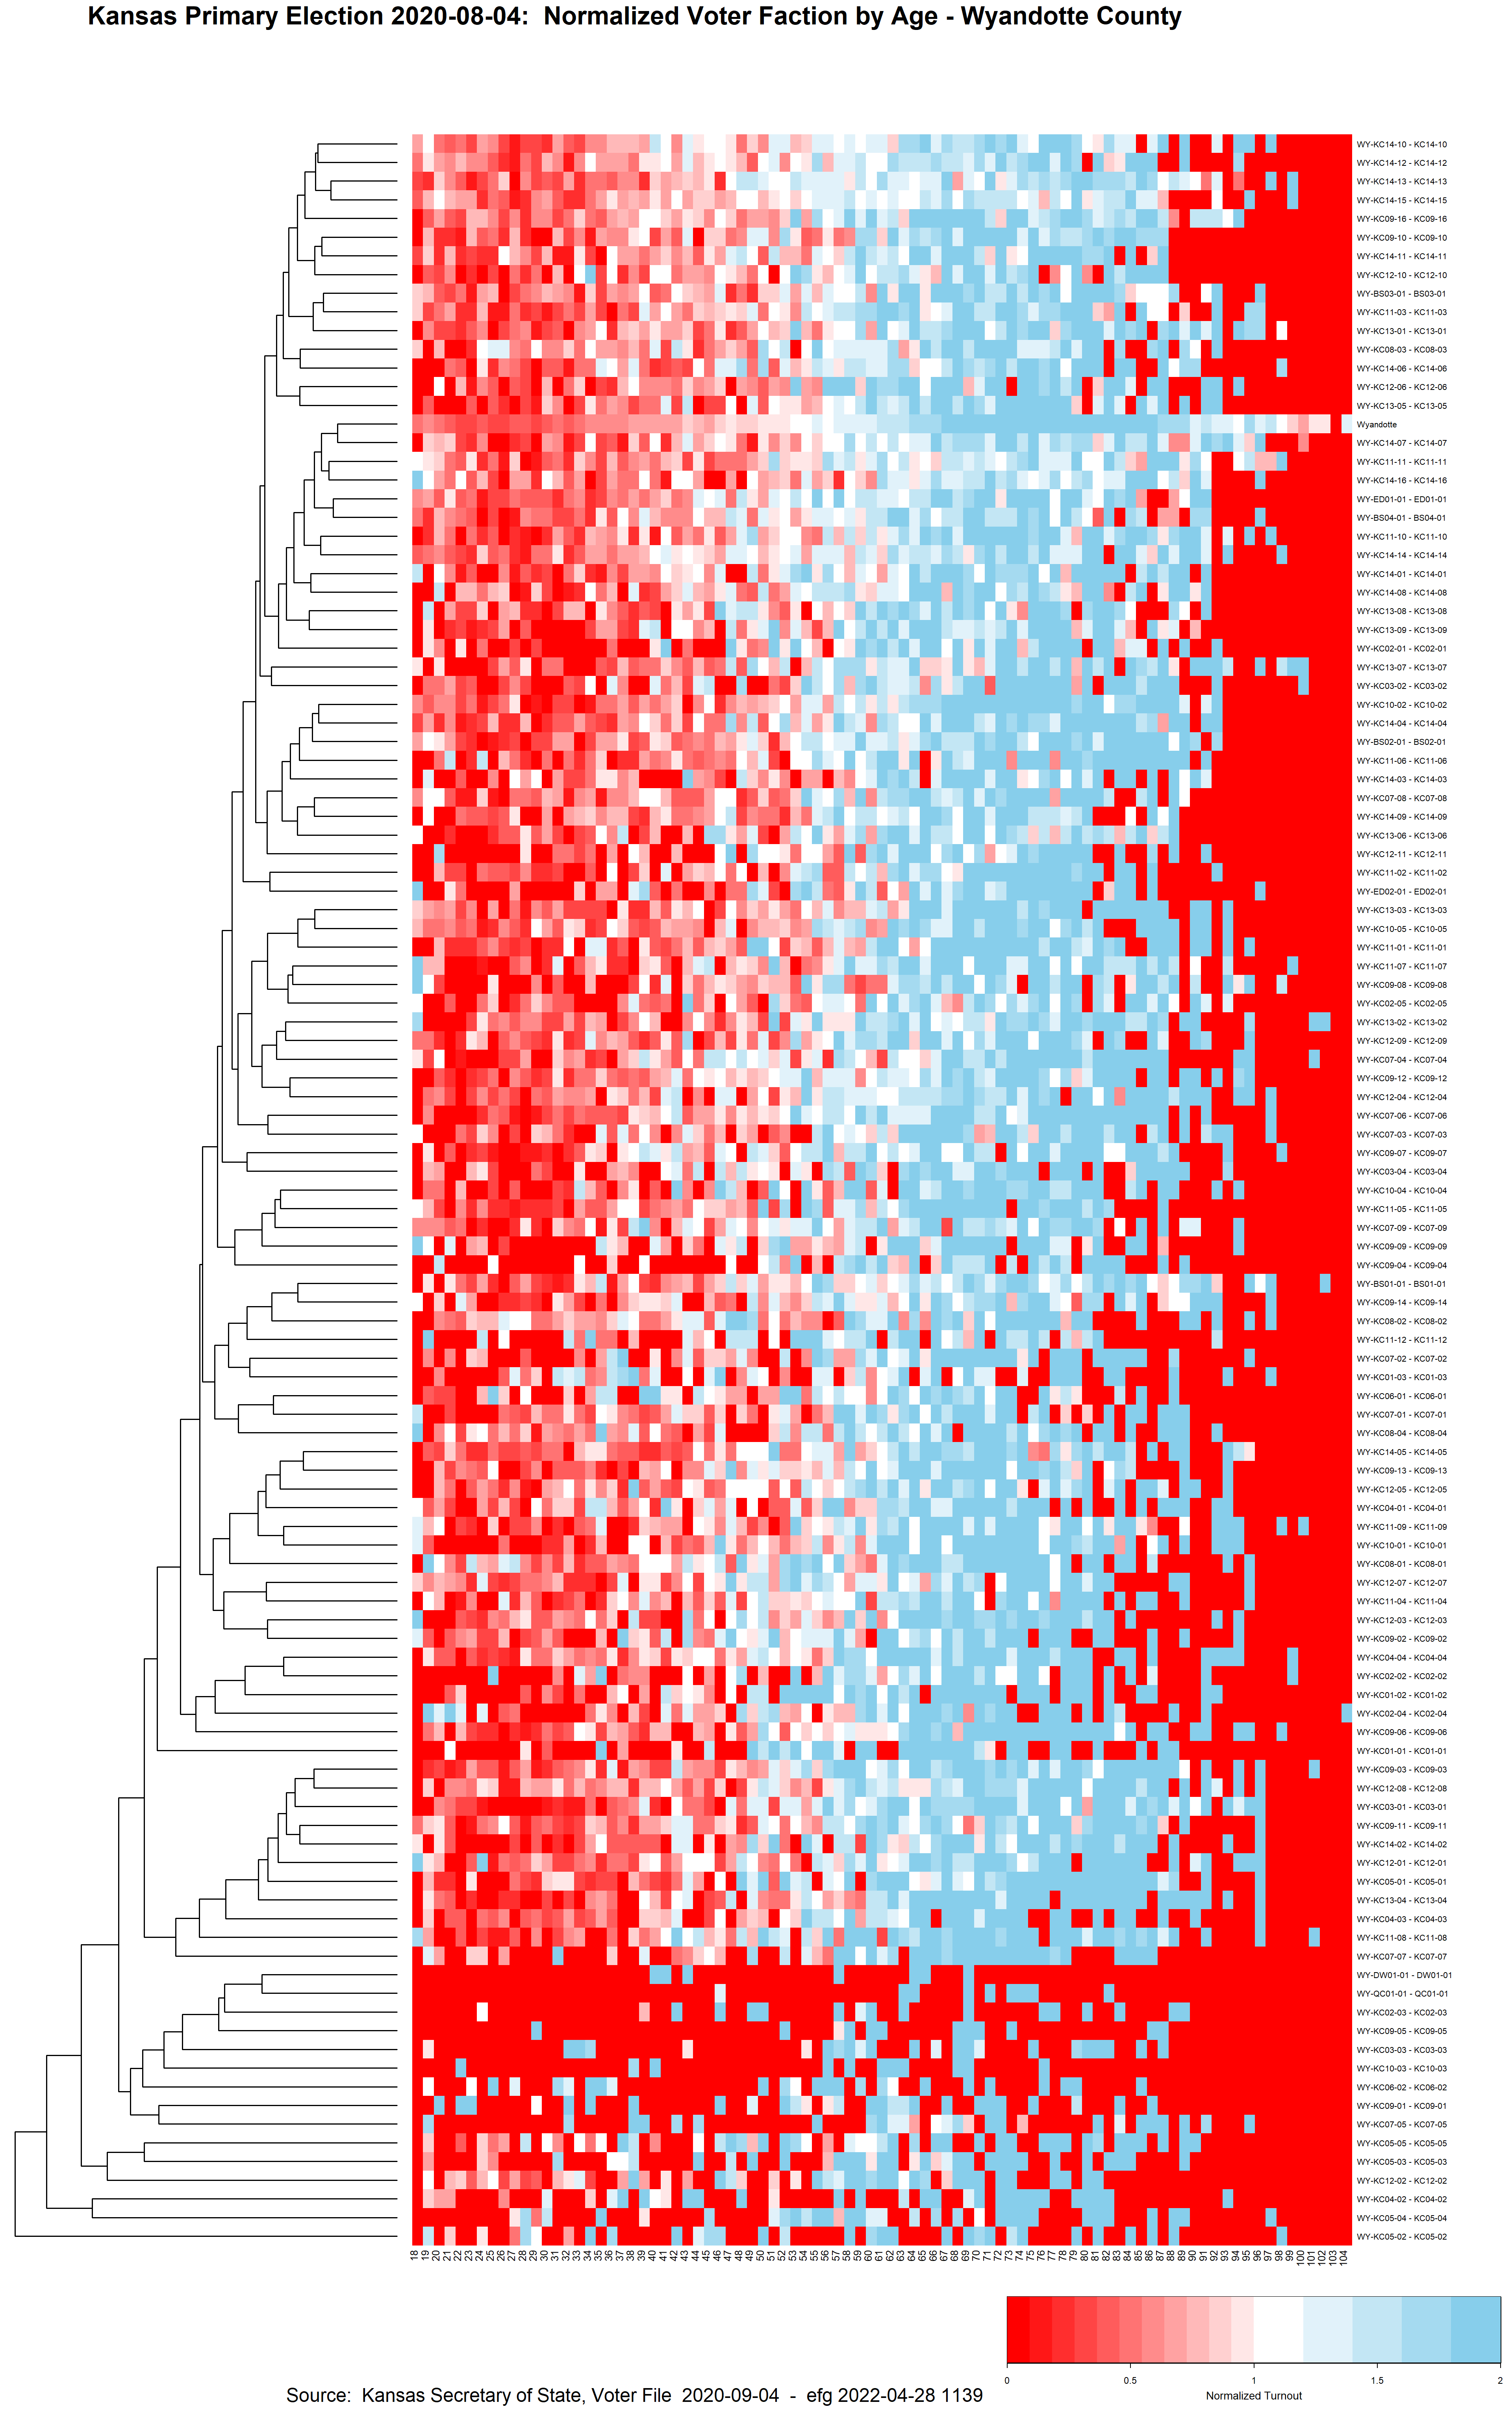 Kansas Primary Election 2020-08-04:  Normalized Voter Faction by Age - Wyandotte County
WY-KC14-10 - KC14-10
WY-KC14-12 - KC14-12
WY-KC14-13 - KC14-13
WY-KC14-15 - KC14-15
WY-KC09-16 - KC09-16
WY-KC09-10 - KC09-10
WY-KC14-11 - KC14-11
WY-KC12-10 - KC12-10
WY-BS03-01 - BS03-01
WY-KC11-03 - KC11-03
WY-KC13-01 - KC13-01
WY-KC08-03 - KC08-03
WY-KC14-06 - KC14-06
WY-KC12-06 - KC12-06
WY-KC13-05 - KC13-05
Wyandotte
WY-KC14-07 - KC14-07
WY-KC11-11 - KC11-11
WY-KC14-16 - KC14-16
WY-ED01-01 - ED01-01
WY-BS04-01 - BS04-01
WY-KC11-10 - KC11-10
WY-KC14-14 - KC14-14
WY-KC14-01 - KC14-01
WY-KC14-08 - KC14-08
WY-KC13-08 - KC13-08
WY-KC13-09 - KC13-09
WY-KC02-01 - KC02-01
WY-KC13-07 - KC13-07
WY-KC03-02 - KC03-02
WY-KC10-02 - KC10-02
WY-KC14-04 - KC14-04
WY-BS02-01 - BS02-01
WY-KC11-06 - KC11-06
WY-KC14-03 - KC14-03
WY-KC07-08 - KC07-08
WY-KC14-09 - KC14-09
WY-KC13-06 - KC13-06
WY-KC12-11 - KC12-11
WY-KC11-02 - KC11-02
WY-ED02-01 - ED02-01
WY-KC13-03 - KC13-03
WY-KC10-05 - KC10-05
WY-KC11-01 - KC11-01
WY-KC11-07 - KC11-07
WY-KC09-08 - KC09-08
WY-KC02-05 - KC02-05
WY-KC13-02 - KC13-02
WY-KC12-09 - KC12-09
WY-KC07-04 - KC07-04
WY-KC09-12 - KC09-12
WY-KC12-04 - KC12-04
WY-KC07-06 - KC07-06
WY-KC07-03 - KC07-03
WY-KC09-07 - KC09-07
WY-KC03-04 - KC03-04
WY-KC10-04 - KC10-04
WY-KC11-05 - KC11-05
WY-KC07-09 - KC07-09
WY-KC09-09 - KC09-09
WY-KC09-04 - KC09-04
WY-BS01-01 - BS01-01
WY-KC09-14 - KC09-14
WY-KC08-02 - KC08-02
WY-KC11-12 - KC11-12
WY-KC07-02 - KC07-02
WY-KC01-03 - KC01-03
WY-KC06-01 - KC06-01
WY-KC07-01 - KC07-01
WY-KC08-04 - KC08-04
WY-KC14-05 - KC14-05
WY-KC09-13 - KC09-13
WY-KC12-05 - KC12-05
WY-KC04-01 - KC04-01
WY-KC11-09 - KC11-09
WY-KC10-01 - KC10-01
WY-KC08-01 - KC08-01
WY-KC12-07 - KC12-07
WY-KC11-04 - KC11-04
WY-KC12-03 - KC12-03
WY-KC09-02 - KC09-02
WY-KC04-04 - KC04-04
WY-KC02-02 - KC02-02
WY-KC01-02 - KC01-02
WY-KC02-04 - KC02-04
WY-KC09-06 - KC09-06
WY-KC01-01 - KC01-01
WY-KC09-03 - KC09-03
WY-KC12-08 - KC12-08
WY-KC03-01 - KC03-01
WY-KC09-11 - KC09-11
WY-KC14-02 - KC14-02
WY-KC12-01 - KC12-01
WY-KC05-01 - KC05-01
WY-KC13-04 - KC13-04
WY-KC04-03 - KC04-03
WY-KC11-08 - KC11-08
WY-KC07-07 - KC07-07
WY-DW01-01 - DW01-01
WY-QC01-01 - QC01-01
WY-KC02-03 - KC02-03
WY-KC09-05 - KC09-05
WY-KC03-03 - KC03-03
WY-KC10-03 - KC10-03
WY-KC06-02 - KC06-02
WY-KC09-01 - KC09-01
WY-KC07-05 - KC07-05
WY-KC05-05 - KC05-05
WY-KC05-03 - KC05-03
WY-KC12-02 - KC12-02
WY-KC04-02 - KC04-02
WY-KC05-04 - KC05-04
WY-KC05-02 - KC05-02
18 19 20 21 22 23 24 25 26 27 28 29 30 31 32 33 34 35 36 37 38 39 40 41 42 43 44 45 46 47 48 49 50 51 52 53 54 55 56 57 58 59 60 61 62 63 64 65 66 67 68 69 70 71 72 73 74 75 76 77 78 79 80 81 82 83 84 85 86 87 88 89 90 91 92 93 94 95 96 97 98 99 100 101 102 103 104
0 0.5 1 1.5 2
Normalized Turnout
Source:  Kansas Secretary of State, Voter File  2020-09-04  -  efg 2022-04-28 1139